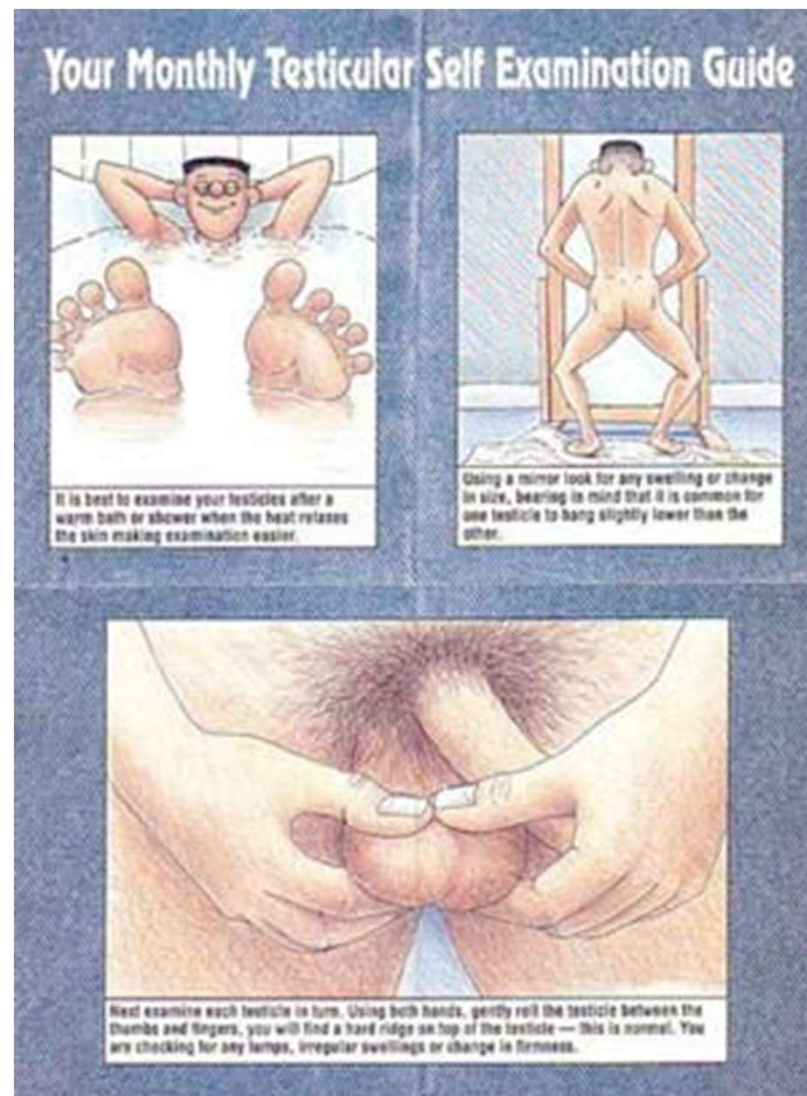 Your Monthly Testicular Self Examination Guide
It is best to examine your testicles after a
warm bath or shower when the heat relaxes
the skin making examination easier.
Using a mirror look for any swelling or change
in size, bearing in mind that it is common for
one testicle to hang slightly lower than the
other.
Next examine each testicle in turn. Using both hands, gently roll the testicle between the
thumbs and fingers, you will find a hard ridge on top of the testicle — this is normal. You
are checking for any lumps, irregular swellings or change in firmness.